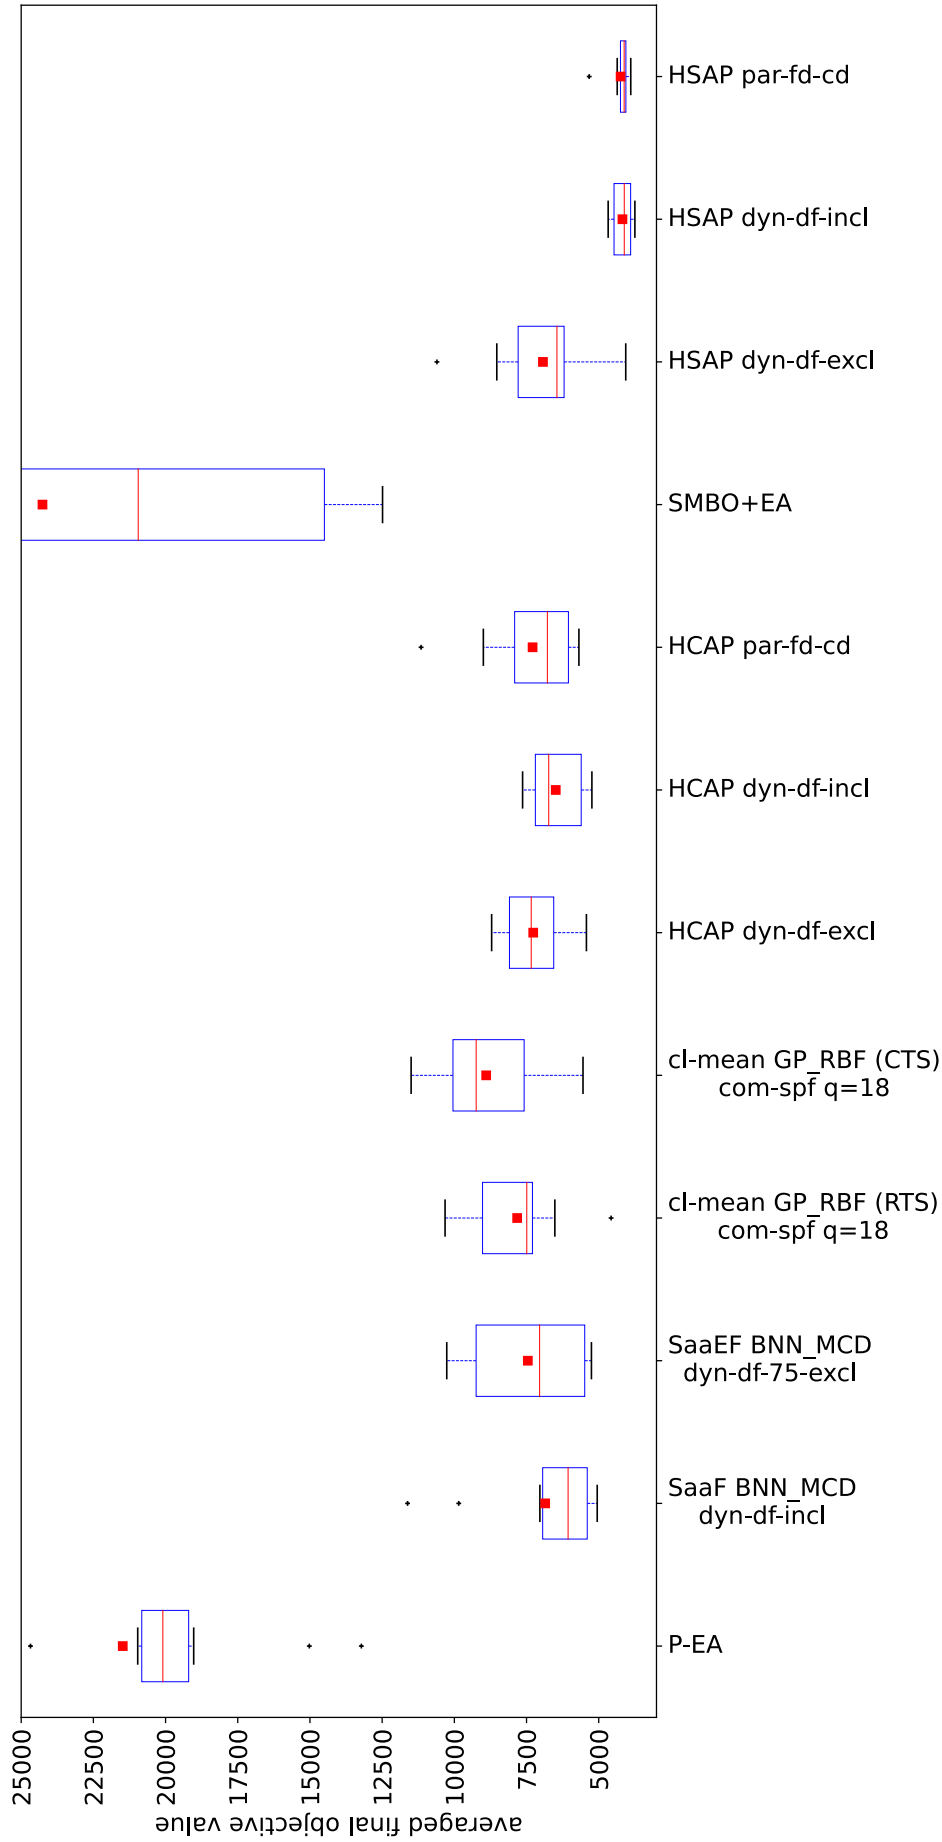 HSAP par-fd-cd
HSAP dyn-df-incl
HSAP dyn-df-excl
SMBO+EA
HCAP par-fd-cd
HCAP dyn-df-incl
HCAP dyn-df-excl
cl-mean GP_RBF (CTS)
com-spf q=18
cl-mean GP_RBF (RTS)
com-spf q=18
SaaEF BNN_MCD
dyn-df-75-excl
SaaF BNN_MCD
dyn-df-incl
P-EA
25000
22500
20000
17500
15000
12500
10000
7500
5000
averaged final objective value